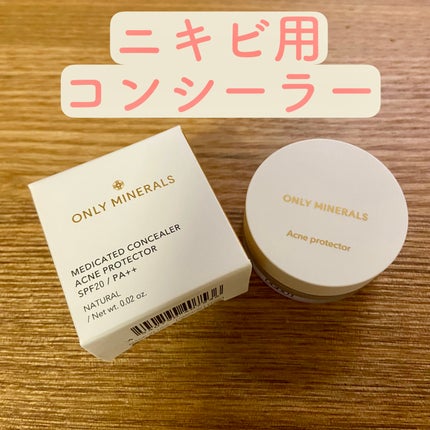 ニキビ用
コンシーラー
ONLY MINERALS
MEDICATED CONCEALER
ACNE PROTECTOR
SPF20 / PA++
NATURAL
/ Net wt. 0.02 oz.
ONLY MINERALS
Acne protector